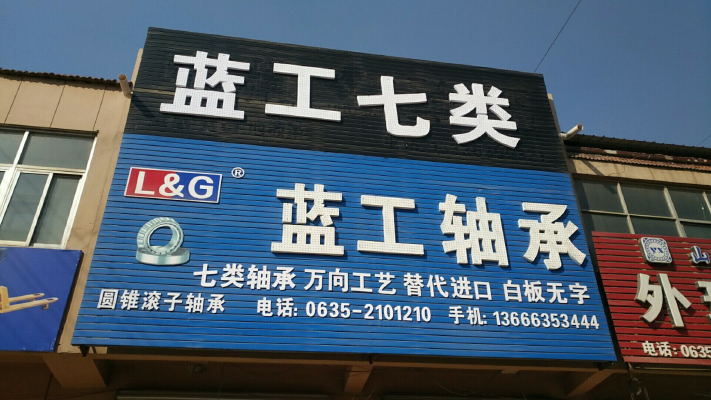 蓝工七类
L&G®
蓝工轴承
七类轴承 万向工艺 替代进口 白板无字
圆锥滚子轴承 电话: 0635-2101210 手机: 13666353444
山
外
电话: 0635